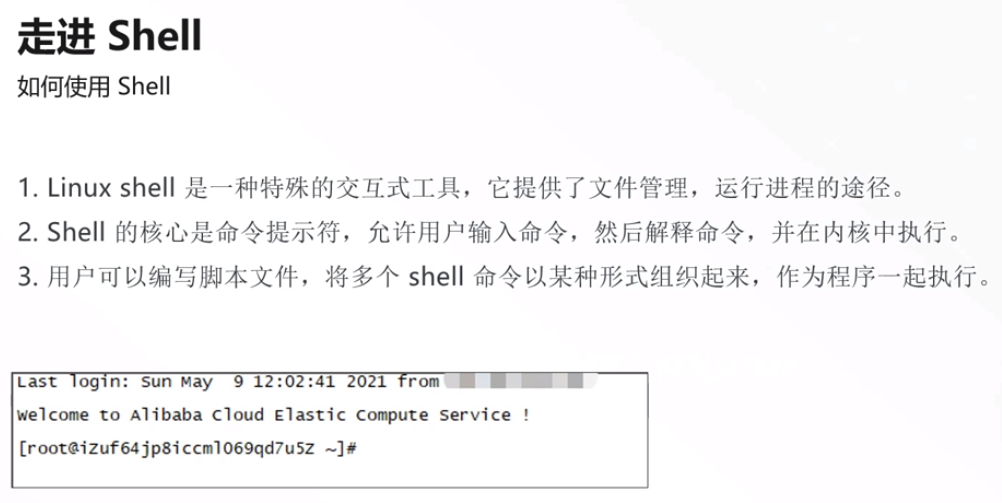 走进 Shell
如何使用 Shell
1. Linux shell 是一种特殊的交互式工具，它提供了文件管理，运行进程的途径。
2. Shell 的核心是命令提示符，允许用户输入命令，然后解释命令，并在内核中执行。
3. 用户可以编写脚本文件，将多个 shell 命令以某种形式组织起来，作为程序一起执行。
Last login: Sun May  9 12:02:41 2021 from
Welcome to Alibaba Cloud Elastic Compute Service !
[root@iZuf64jp8iccml069qd7u5Z ~]#